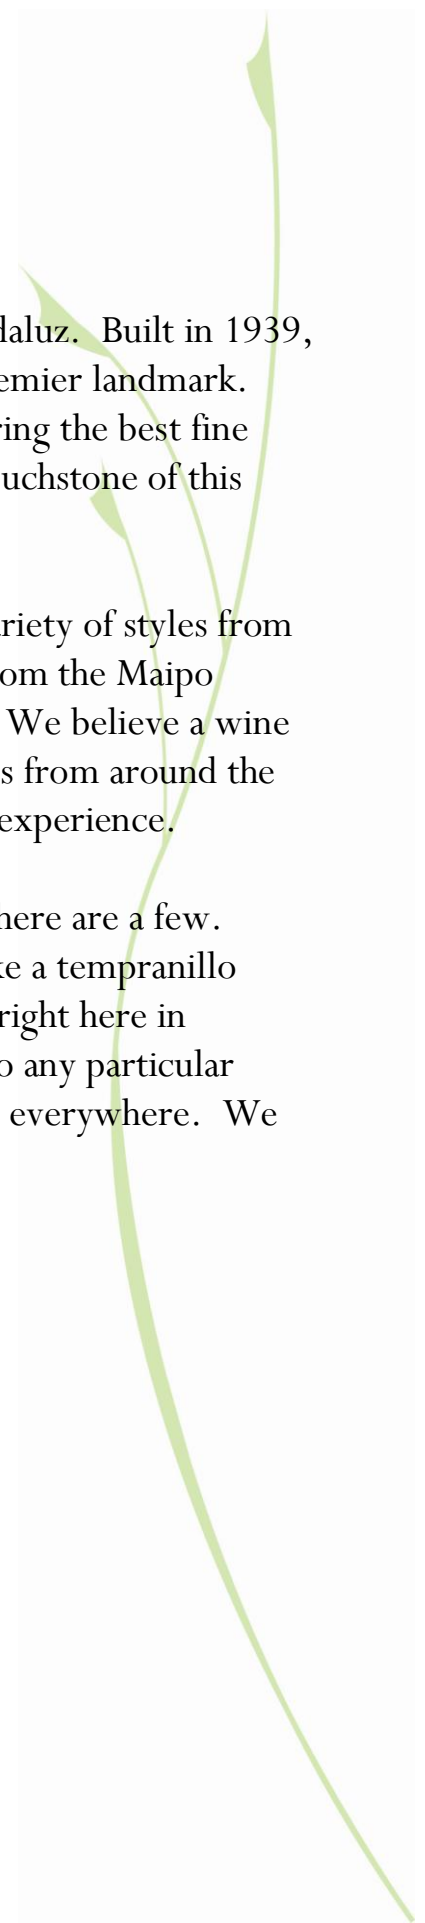 daluz. Built in 1939,
emier landmark.
ring the best fine
uchstone of this
riety of styles from
om the Maipo
We believe a wine
s from around the
experience.
here are a few.
ke a tempranillo
right here in
o any particular
everywhere. We